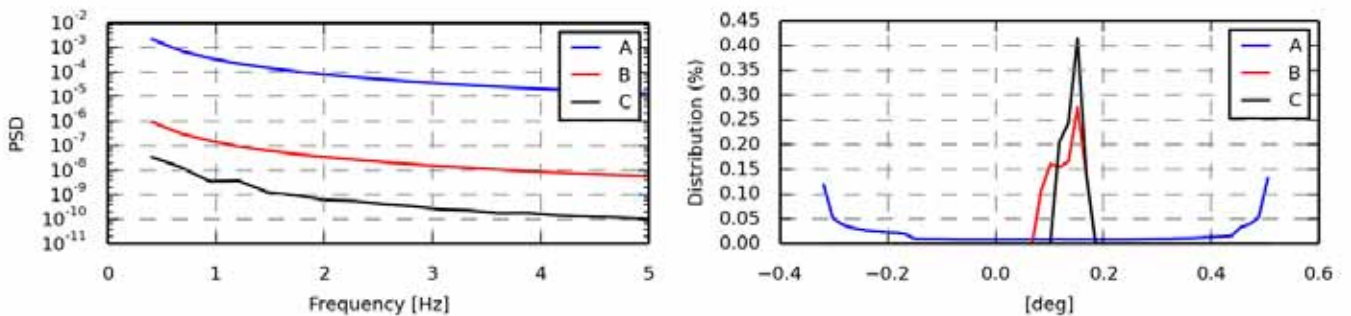 10^-2
10^-3
10^-4
10^-5
10^-6
10^-7
10^-8
10^-9
10^-10
10^-11
PSD
0 1 2 3 4 5
Frequency [Hz]
A
B
C
0.45
0.40
0.35
0.30
0.25
0.20
0.15
0.10
0.05
0.00
Distribution (%)
−0.4 −0.2 0.0 0.2 0.4 0.6
[deg]
A
B
C